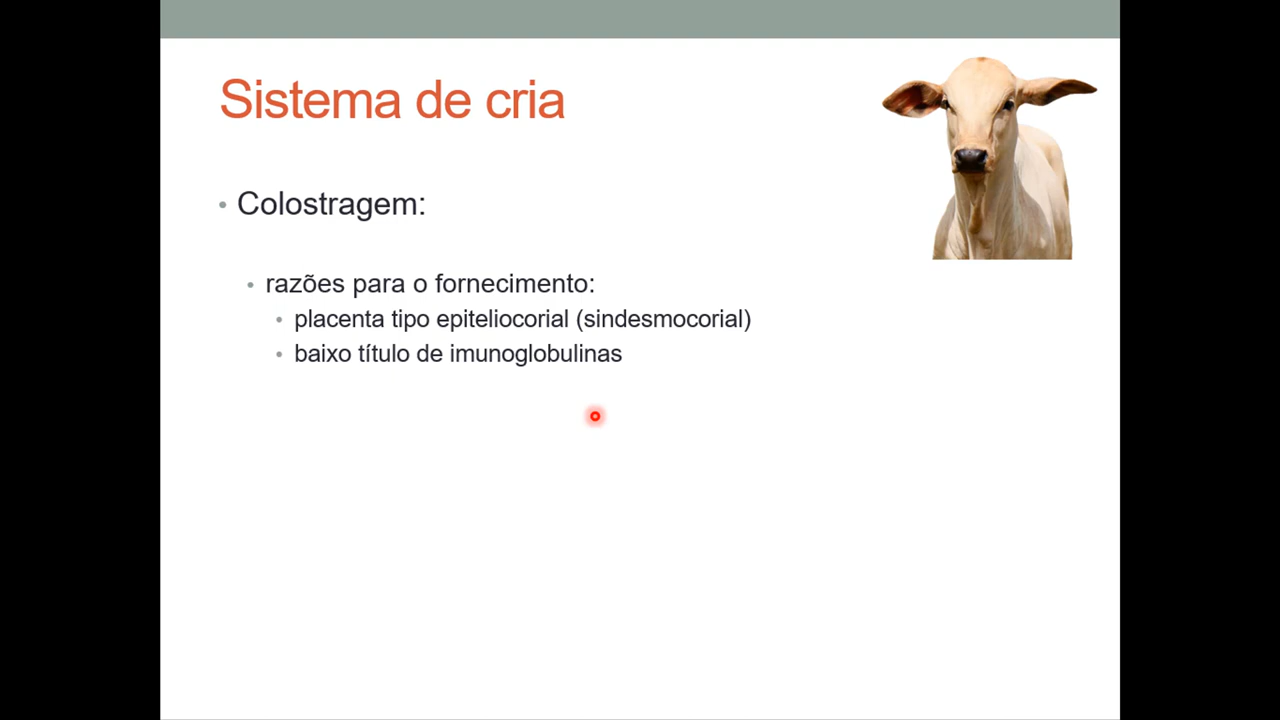 Sistema de cria
• Colostragem:
• razões para o fornecimento:
• placenta tipo epiteliocorial (sindesmocorial)
• baixo título de imunoglobulinas